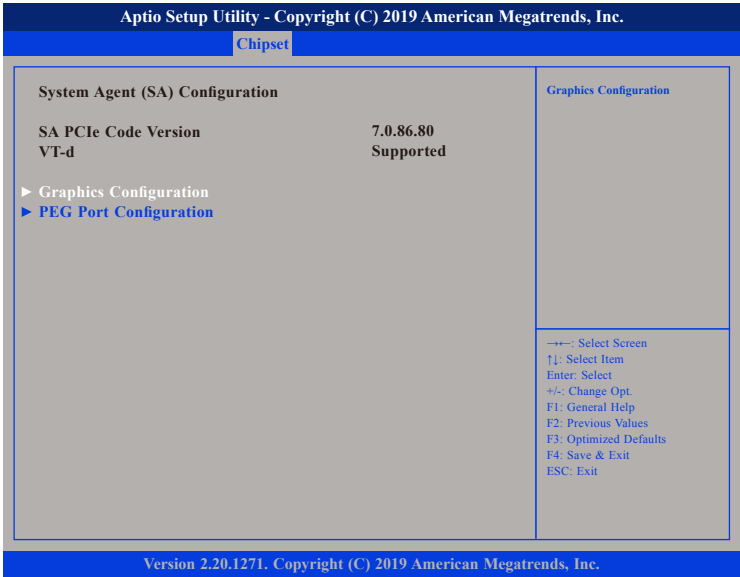 Aptio Setup Utility - Copyright (C) 2019 American Megatrends, Inc.
Chipset
System Agent (SA) Configuration
SA PCIe Code Version 7.0.86.80
VT-d Supported
► Graphics Configuration
► PEG Port Configuration
Graphics Configuration
→←: Select Screen
↑↓: Select Item
Enter: Select
+/-: Change Opt.
F1: General Help
F2: Previous Values
F3: Optimized Defaults
F4: Save & Exit
ESC: Exit
Version 2.20.1271. Copyright (C) 2019 American Megatrends, Inc.